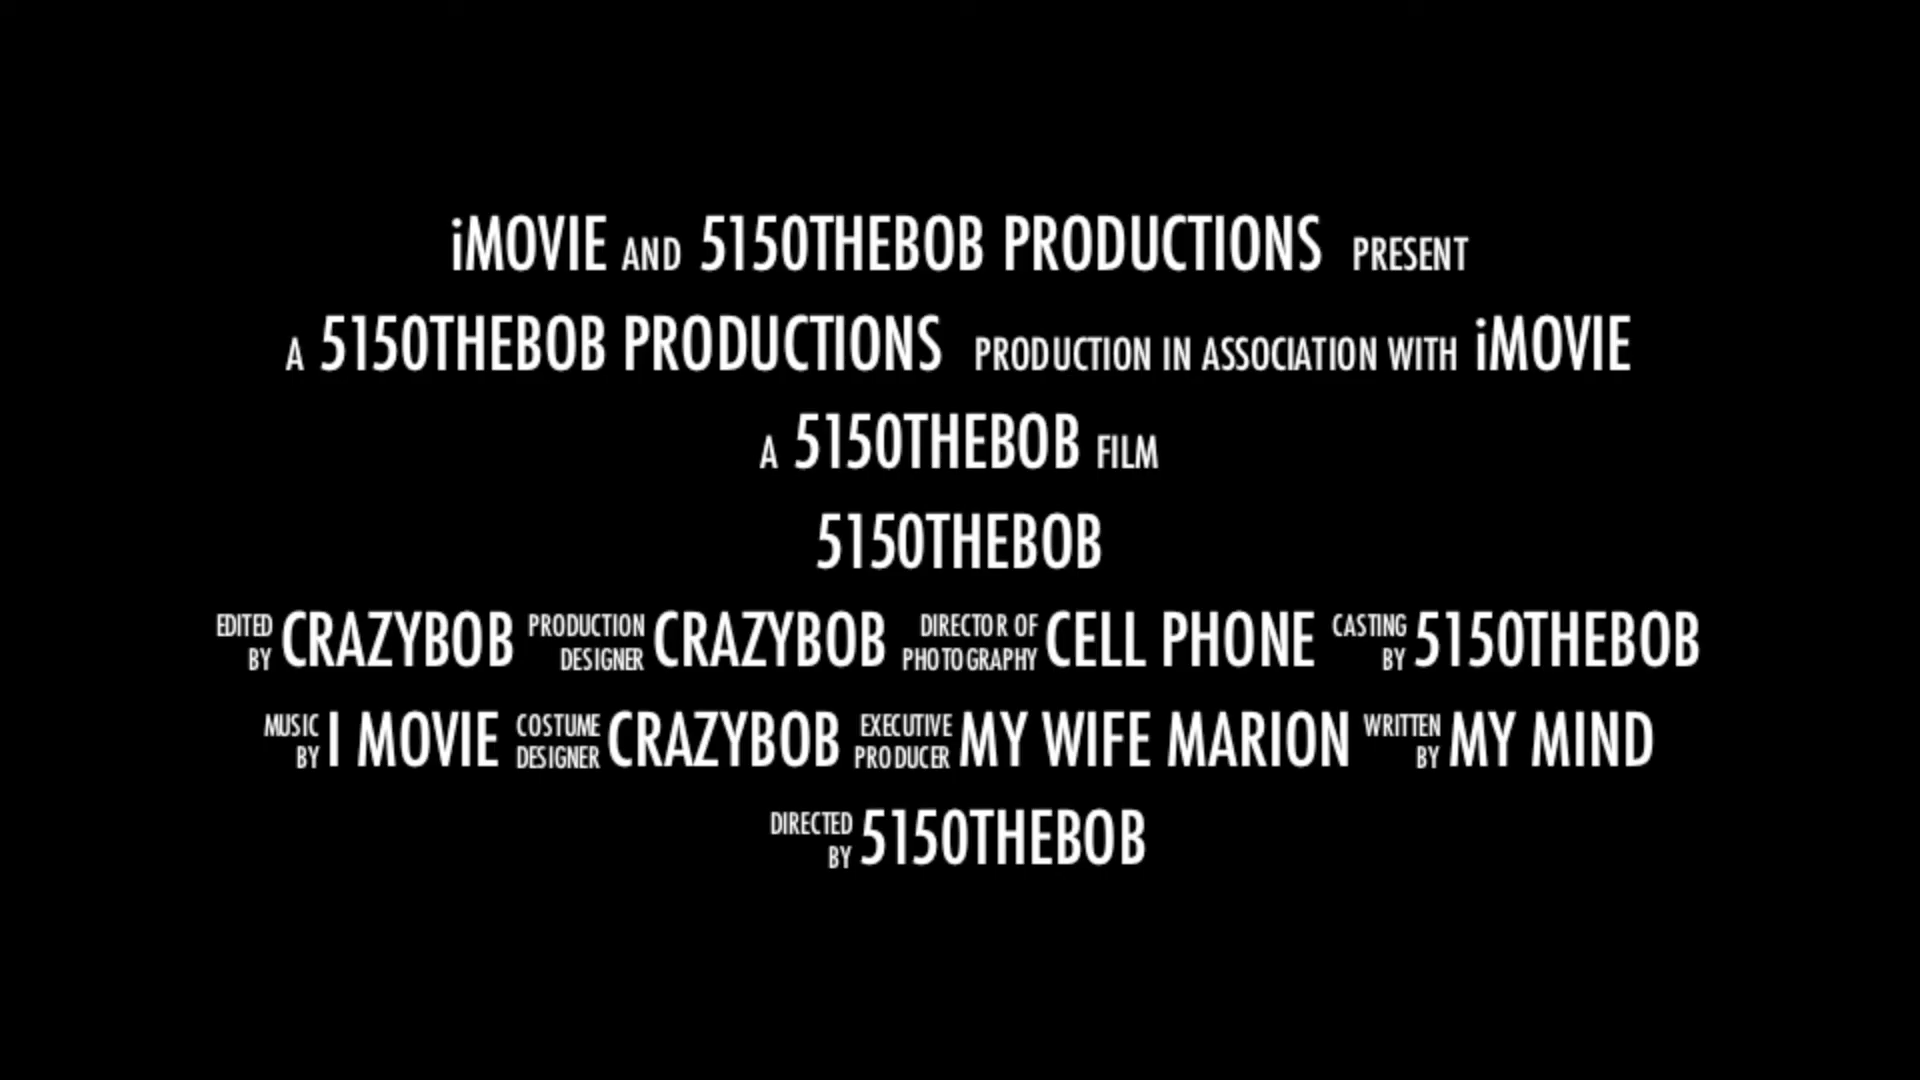 iMOVIE AND 5150THEBOB PRODUCTIONS PRESENT
A 5150THEBOB PRODUCTIONS PRODUCTION IN ASSOCIATION WITH iMOVIE
A 5150THEBOB FILM
5150THEBOB
EDITED BY CRAZYBOB PRODUCTION DESIGNER CRAZYBOB DIRECTOR OF PHOTOGRAPHY CELL PHONE CASTING BY 5150THEBOB
MUSIC BY I MOVIE COSTUME DESIGNER CRAZYBOB EXECUTIVE PRODUCER MY WIFE MARION WRITTEN BY MY MIND
DIRECTED BY 5150THEBOB